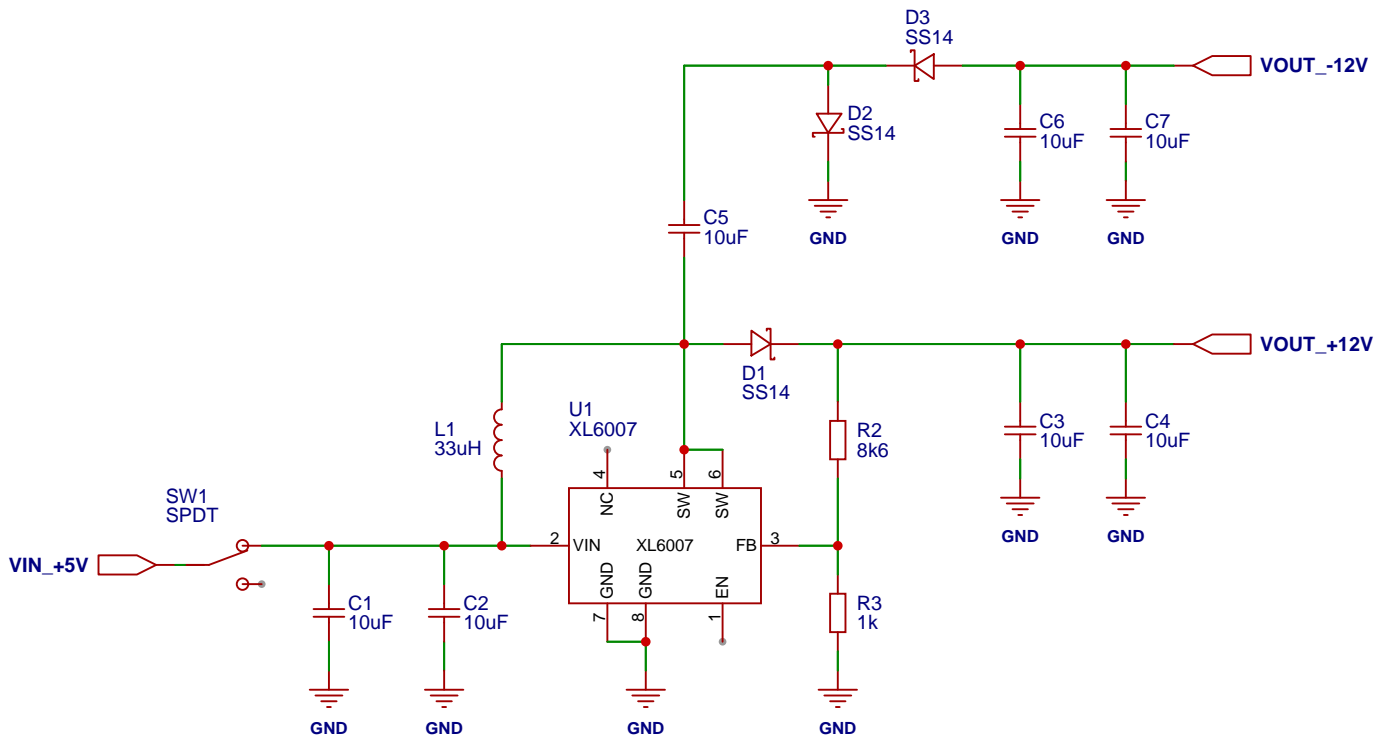 D3
SS14
VOUT_-12V
D2
SS14
C6
10uF
C7
10uF
GND
GND
GND
C5
10uF
VOUT_+12V
D1
SS14
L1
33uH
U1
XL6007
R2
8k6
C3
10uF
C4
10uF
4
5
6
NC
SW
SW
SW1
SPDT
GND
GND
VIN_+5V
2
VIN
XL6007
FB
3
GND
GND
EN
C1
10uF
C2
10uF
7
8
1
R3
1k
GND
GND
GND
GND